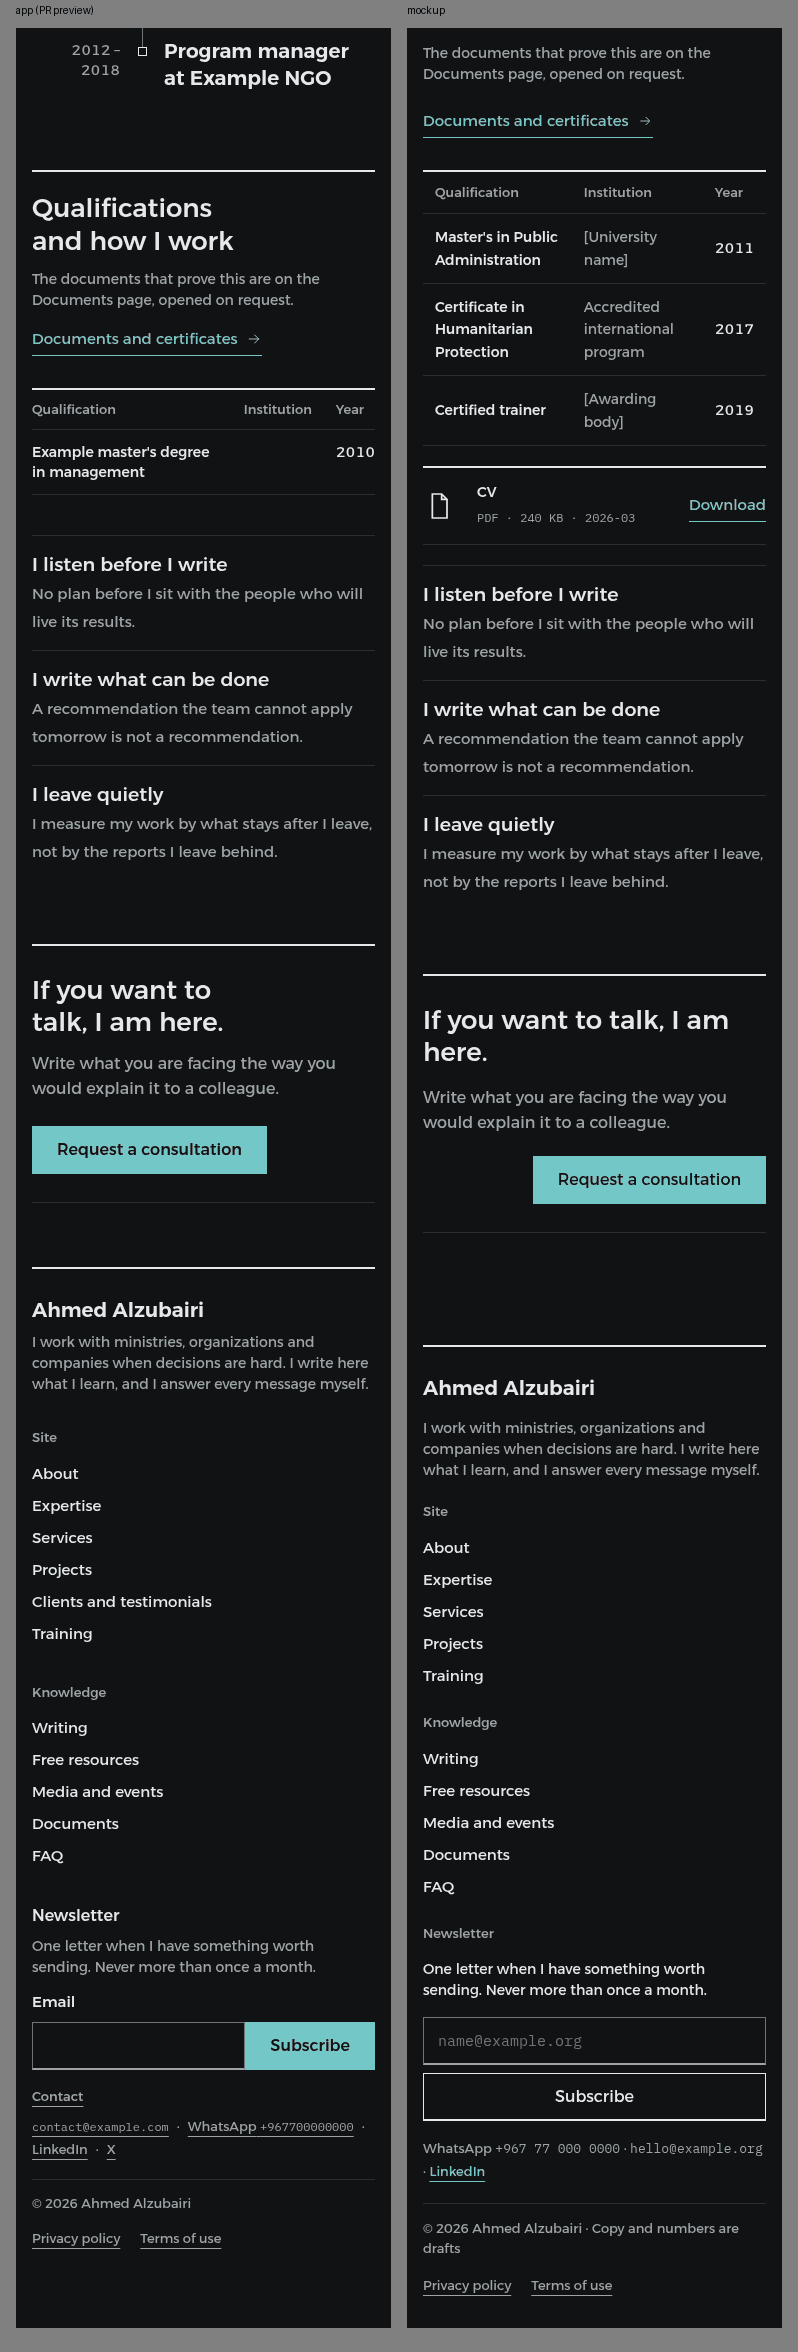 app (PR preview)
2012 –
2018
Program manager
at Example NGO
Qualifications
and how I work
The documents that prove this are on the
Documents page, opened on request.
Documents and certificates →
Qualification Institution Year
Example master's degree
in management
2010
I listen before I write
No plan before I sit with the people who will
live its results.
I write what can be done
A recommendation the team cannot apply
tomorrow is not a recommendation.
I leave quietly
I measure my work by what stays after I leave,
not by the reports I leave behind.
If you want to
talk, I am here.
Write what you are facing the way you
would explain it to a colleague.
Request a consultation
Ahmed Alzubairi
I work with ministries, organizations and
companies when decisions are hard. I write here
what I learn, and I answer every message myself.
Site
About
Expertise
Services
Projects
Clients and testimonials
Training
Knowledge
Writing
Free resources
Media and events
Documents
FAQ
Newsletter
One letter when I have something worth
sending. Never more than once a month.
Email
Subscribe
Contact
contact@example.com · WhatsApp +967700000000 ·
LinkedIn · X
© 2026 Ahmed Alzubairi
Privacy policy Terms of use
mockup
The documents that prove this are on the
Documents page, opened on request.
Documents and certificates →
Qualification Institution Year
Master's in Public
Administration
[University
name]
2011
Certificate in
Humanitarian
Protection
Accredited
international
program
2017
Certified trainer
[Awarding
body]
2019
CV
PDF · 240 KB · 2026-03
Download
I listen before I write
No plan before I sit with the people who will
live its results.
I write what can be done
A recommendation the team cannot apply
tomorrow is not a recommendation.
I leave quietly
I measure my work by what stays after I leave,
not by the reports I leave behind.
If you want to talk, I am
here.
Write what you are facing the way you
would explain it to a colleague.
Request a consultation
Ahmed Alzubairi
I work with ministries, organizations and
companies when decisions are hard. I write here
what I learn, and I answer every message myself.
Site
About
Expertise
Services
Projects
Training
Knowledge
Writing
Free resources
Media and events
Documents
FAQ
Newsletter
One letter when I have something worth
sending. Never more than once a month.
name@example.org
Subscribe
WhatsApp +967 77 000 0000 · hello@example.org
· LinkedIn
© 2026 Ahmed Alzubairi · Copy and numbers are
drafts
Privacy policy Terms of use